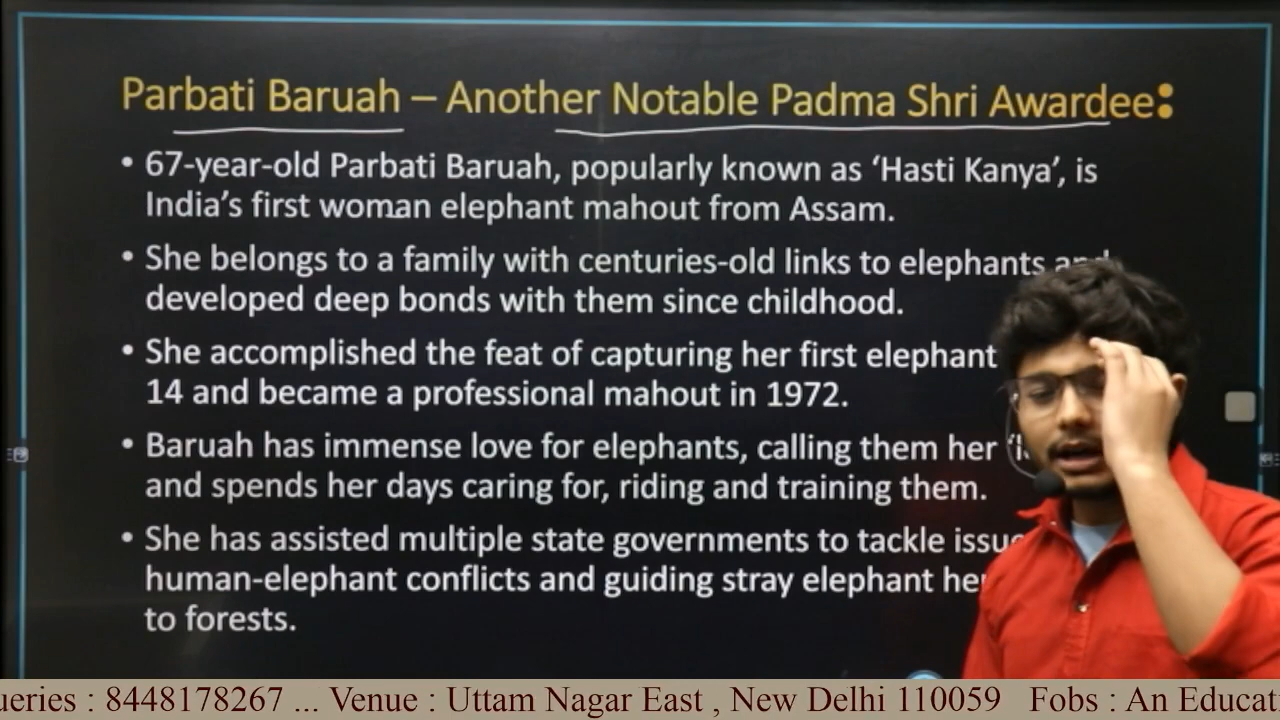 Parbati Baruah – Another Notable Padma Shri Awardee:
• 67-year-old Parbati Baruah, popularly known as ‘Hasti Kanya’, is
India’s first woman elephant mahout from Assam.
• She belongs to a family with centuries-old links to elephants and
developed deep bonds with them since childhood.
• She accomplished the feat of capturing her first elephant
14 and became a professional mahout in 1972.
• Baruah has immense love for elephants, calling them her
and spends her days caring for, riding and training them.
• She has assisted multiple state governments to tackle
human-elephant conflicts and guiding stray elephant
to forests.
ueries : 8448178267 ... Venue : Uttam Nagar East , New Delhi 110059 Fobs : An Educat